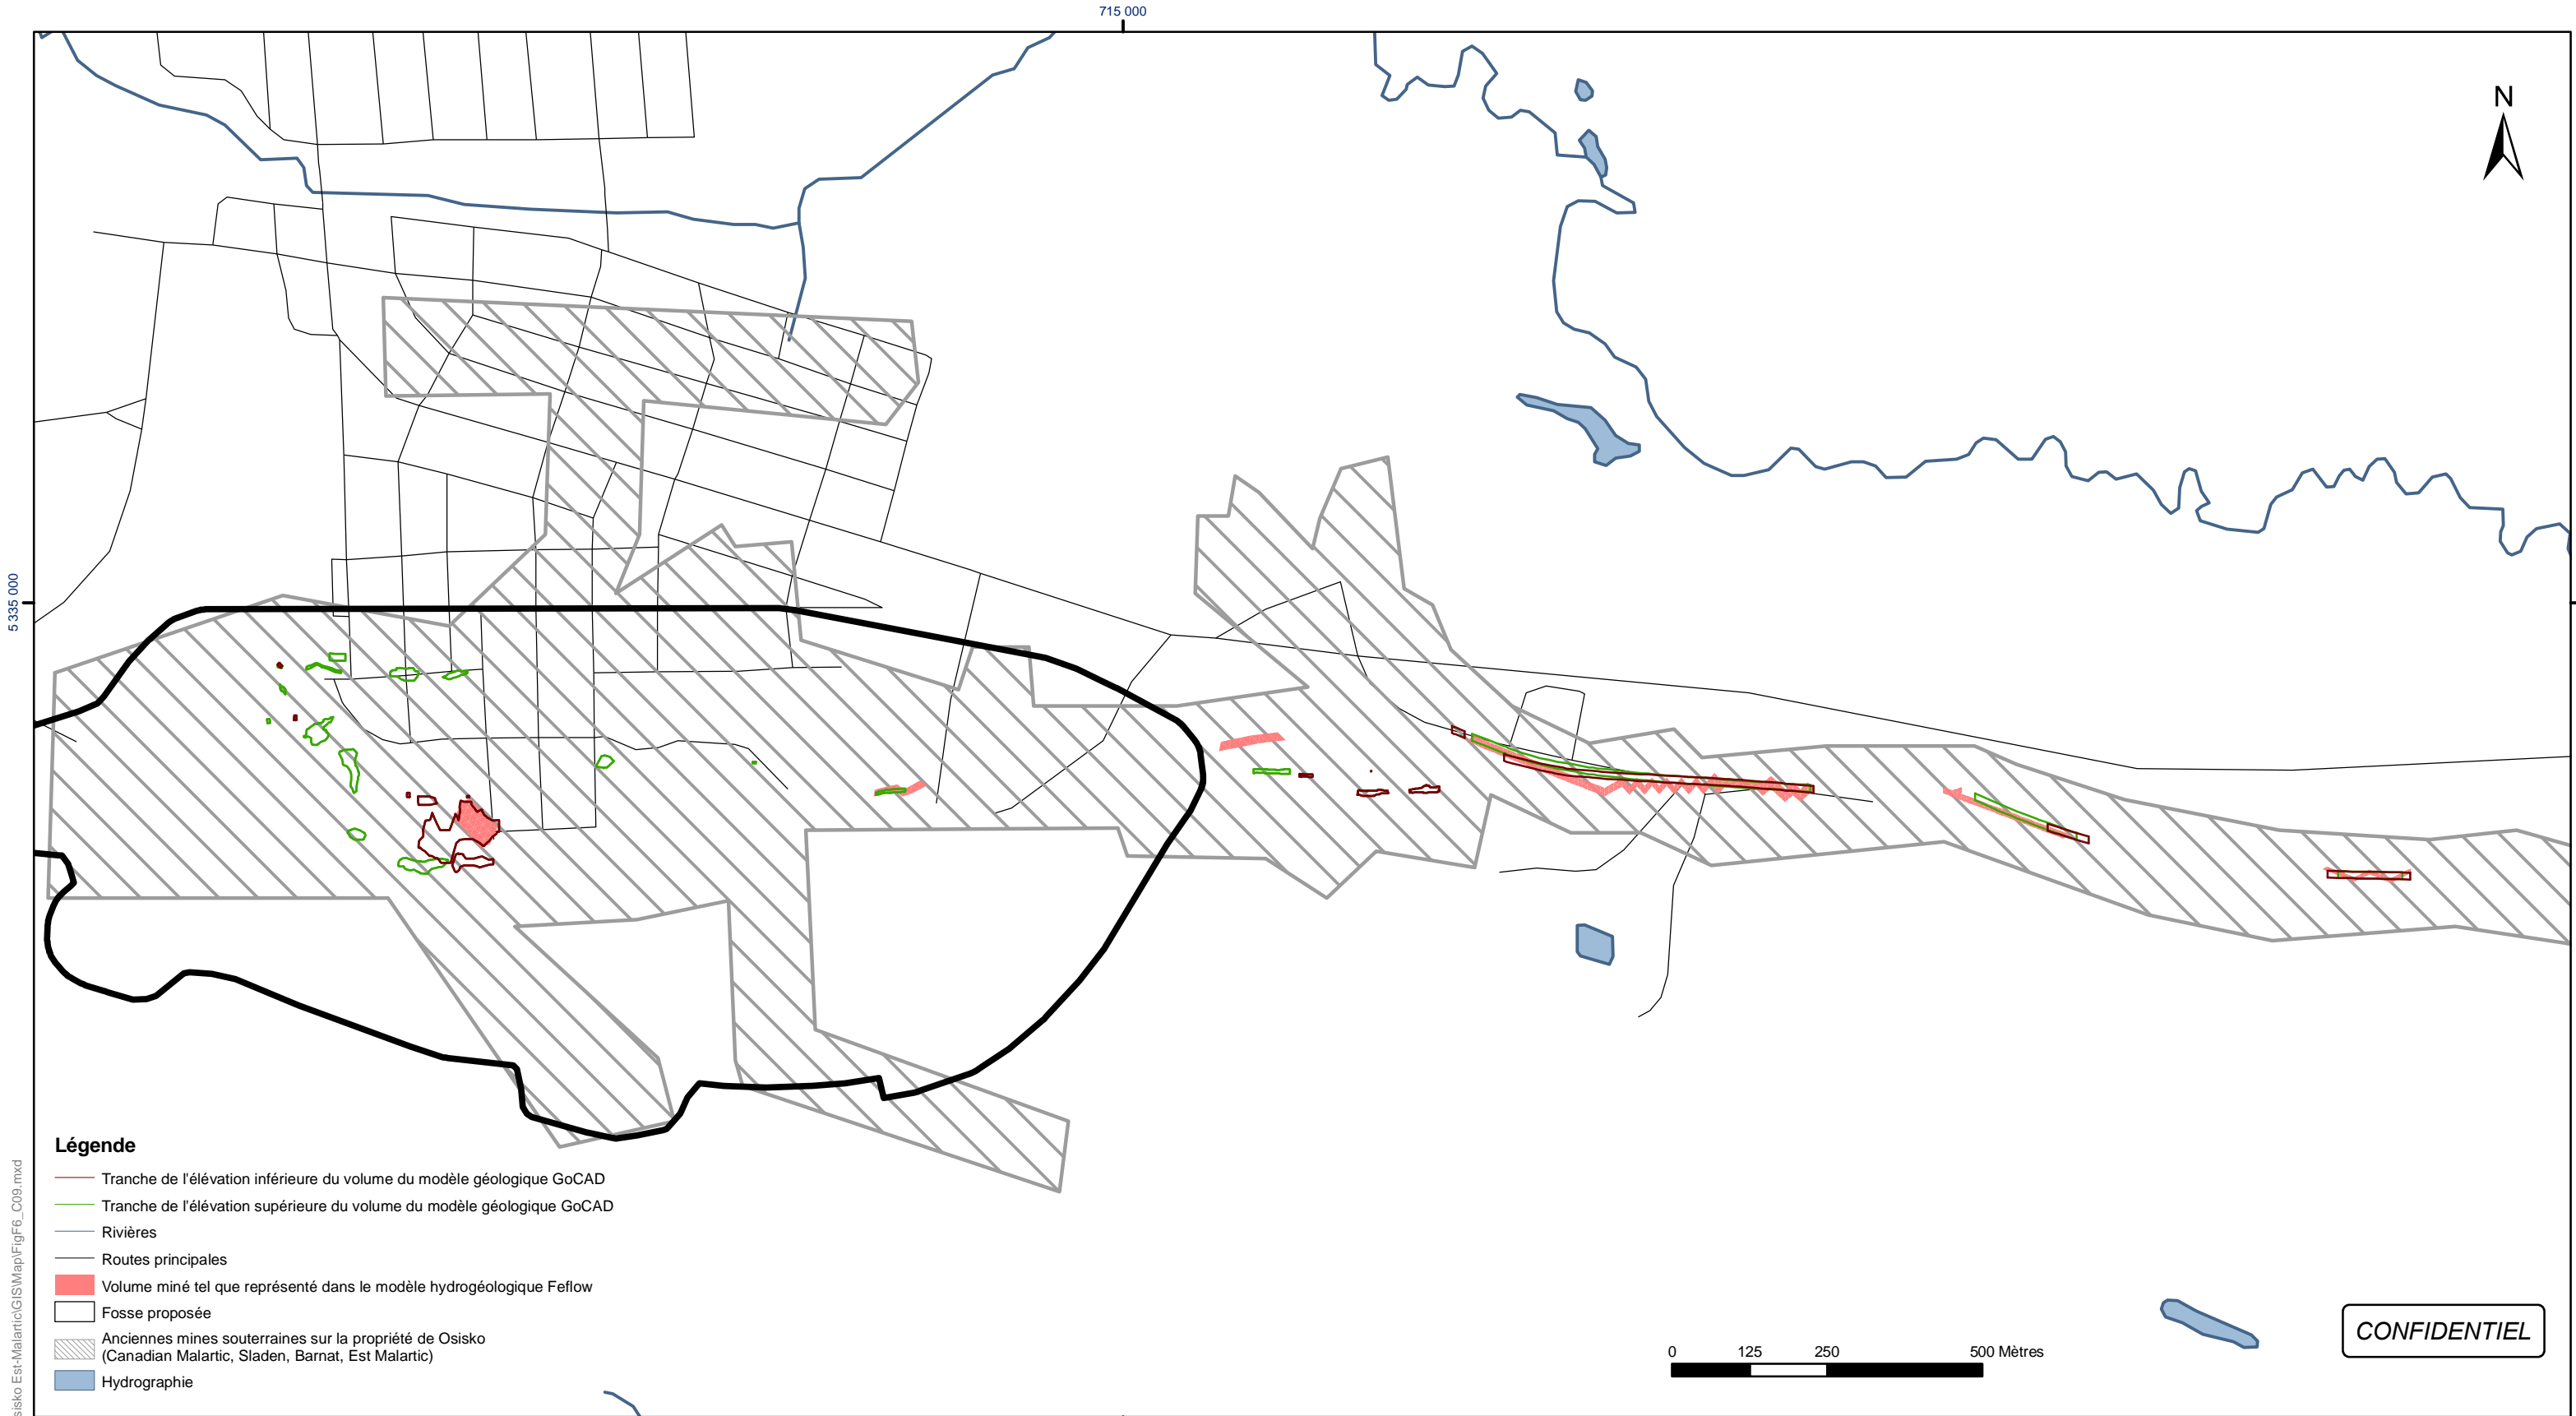 715 000
N
5 335 000
Légende
Tranche de l'élévation inférieure du volume du modèle géologique GoCAD
Tranche de l'élévation supérieure du volume du modèle géologique GoCAD
Rivières
Routes principales
Volume miné tel que représenté dans le modèle hydrogéologique Feflow
Fosse proposée
Anciennes mines souterraines sur la propriété de Osisko
(Canadian Malartic, Sladen, Barnat, Est Malartic)
Hydrographie
0 125 250 500 Mètres
CONFIDENTIEL
sisko Est-Malartic\GIS\Map\FigF6_C09.mxd